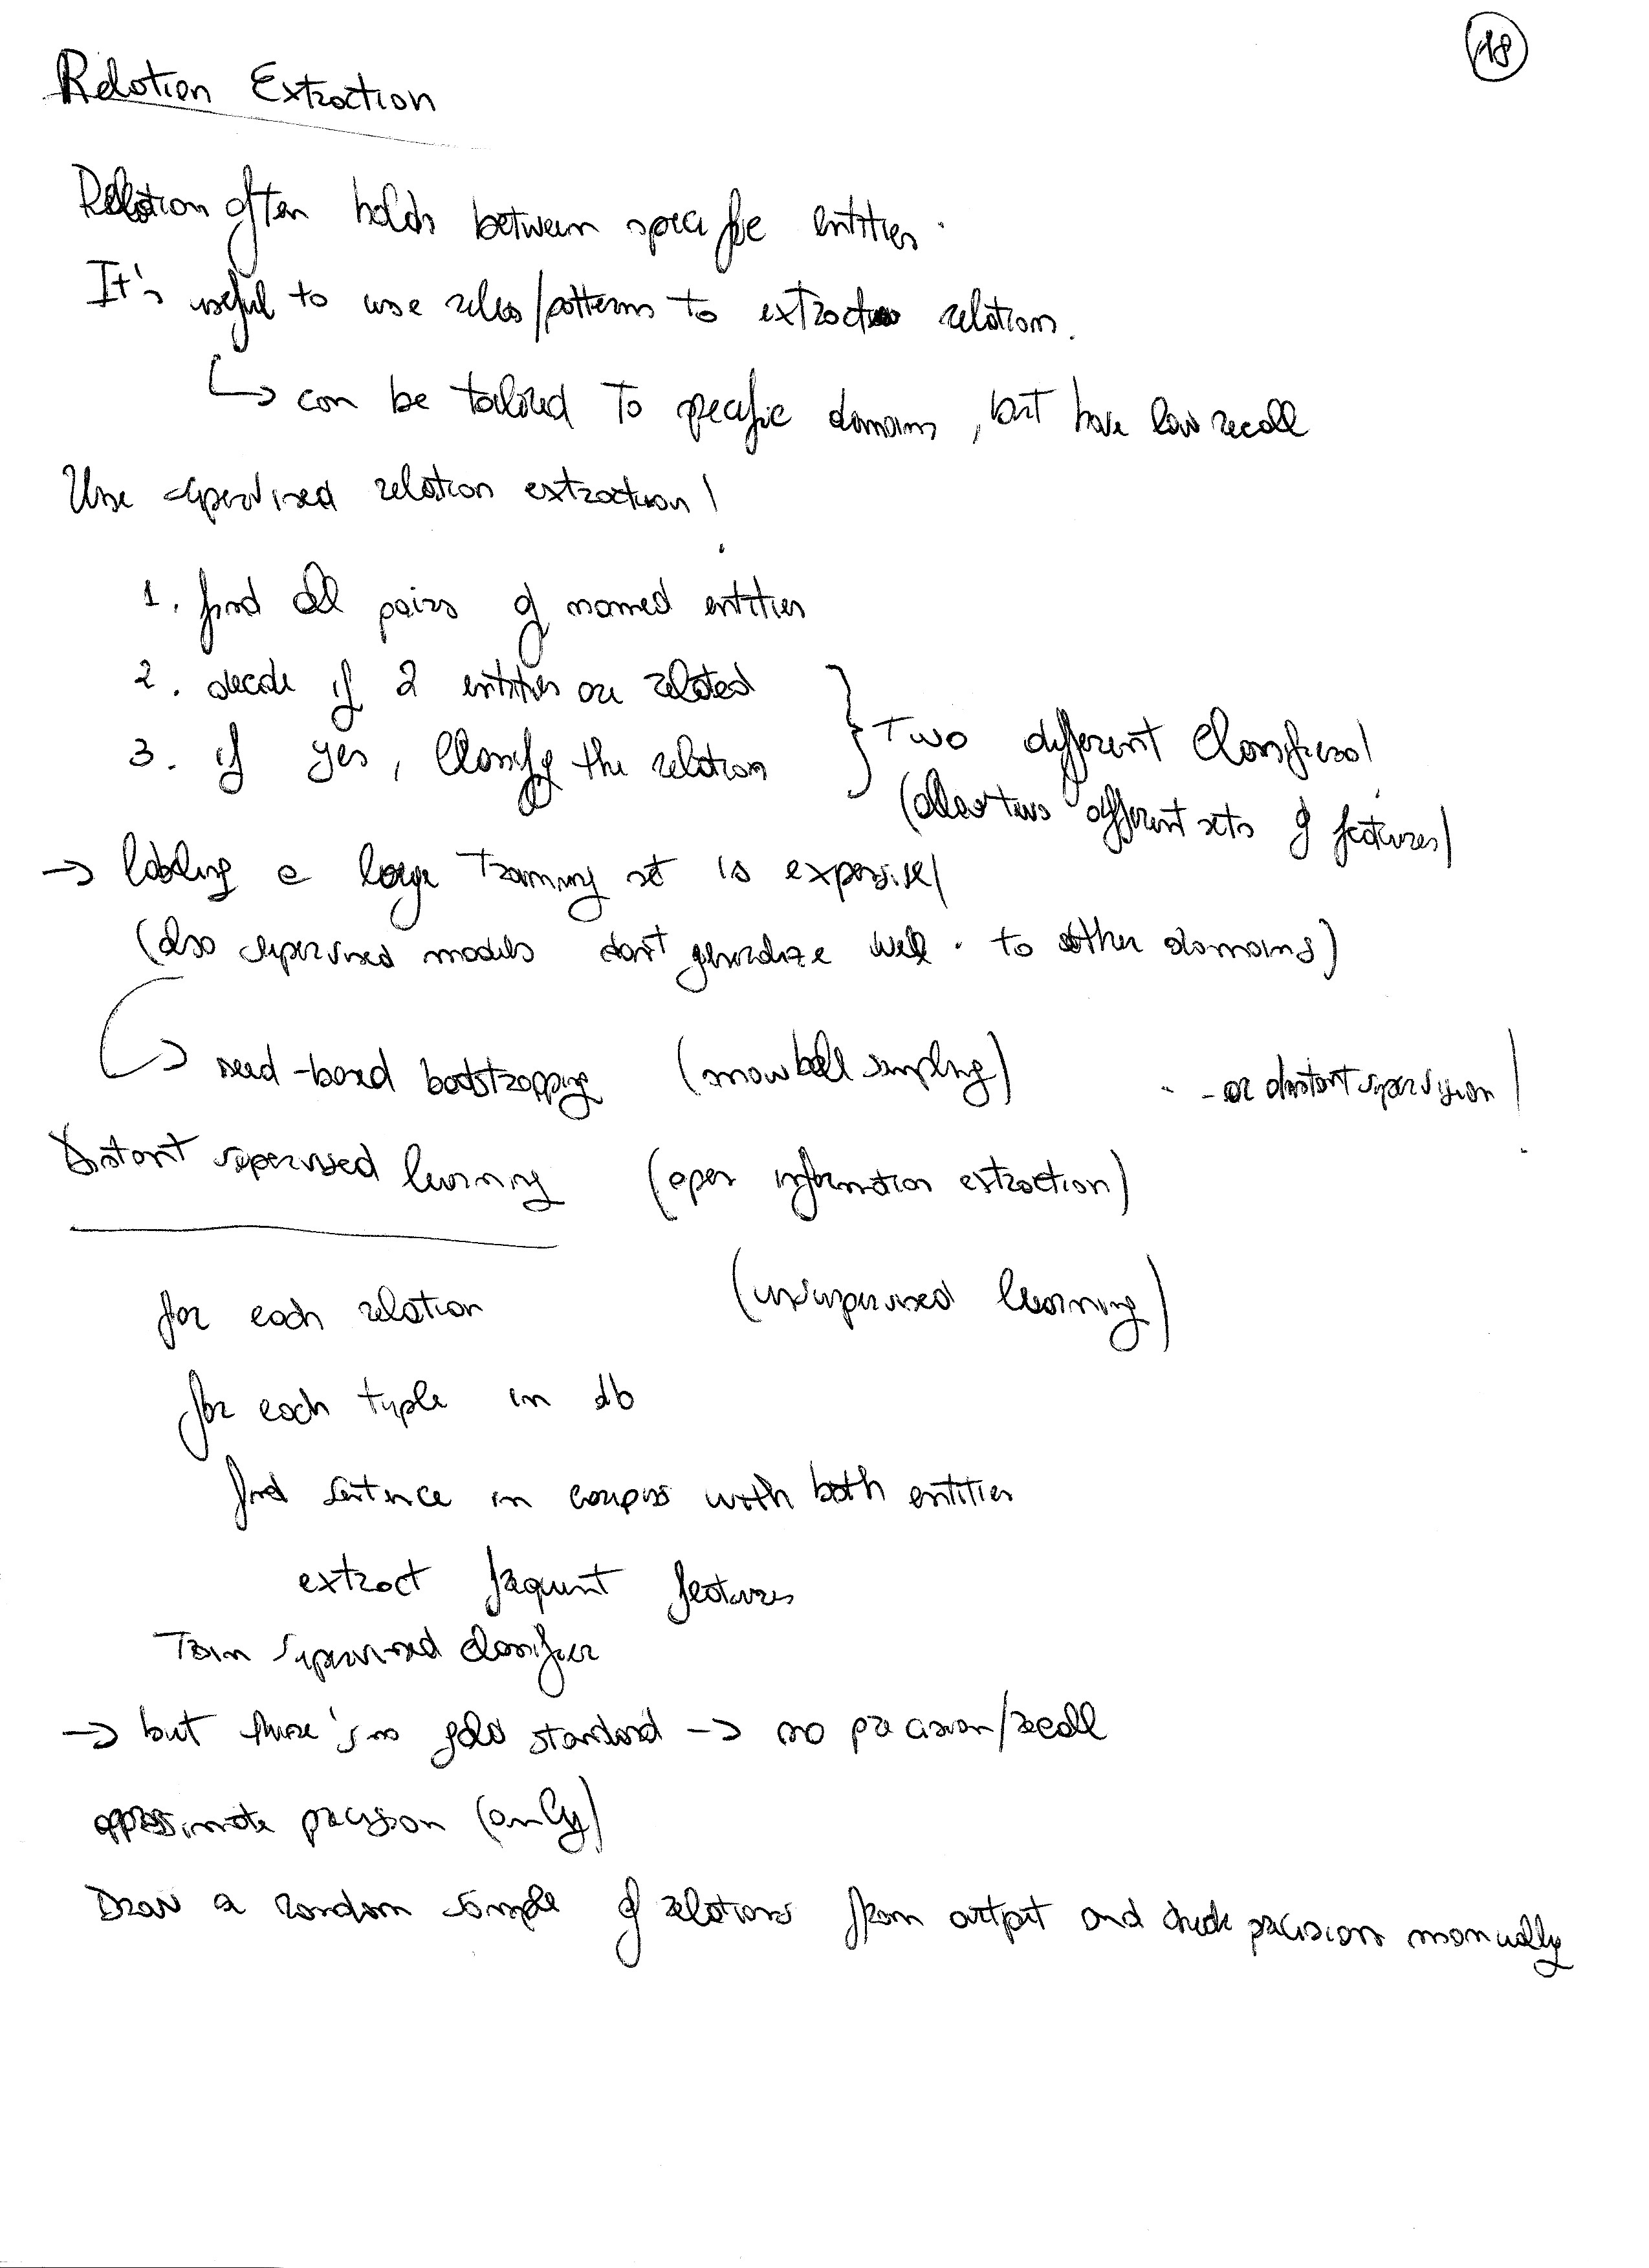 18
Relation Extraction
Relation often holds between specific entities.
It's useful to use rules/patterns to extract relations.
↳ can be tailored to specific domains, but have low recall
Use supervised relation extraction!
1. find all pairs of named entities
2. decide if 2 entities are related
3. if yes, classify the relation
} Two different classifiers!
(allow two different sets of features)
→ labeling a large training set is expensive!
(also supervised models don't generalize well to other domains)
↳ seed-based bootstrapping (snowball sampling) ... or distant supervision!
Distant supervised learning (open information extraction)
(unsupervised learning)
for each relation
for each tuple in db
find sentence in corpus with both entities
extract frequent features
Train supervised classifier
→ but there's no gold standard → no precision/recall
approximate precision (only)
Draw a random sample of relations from output and check precision manually